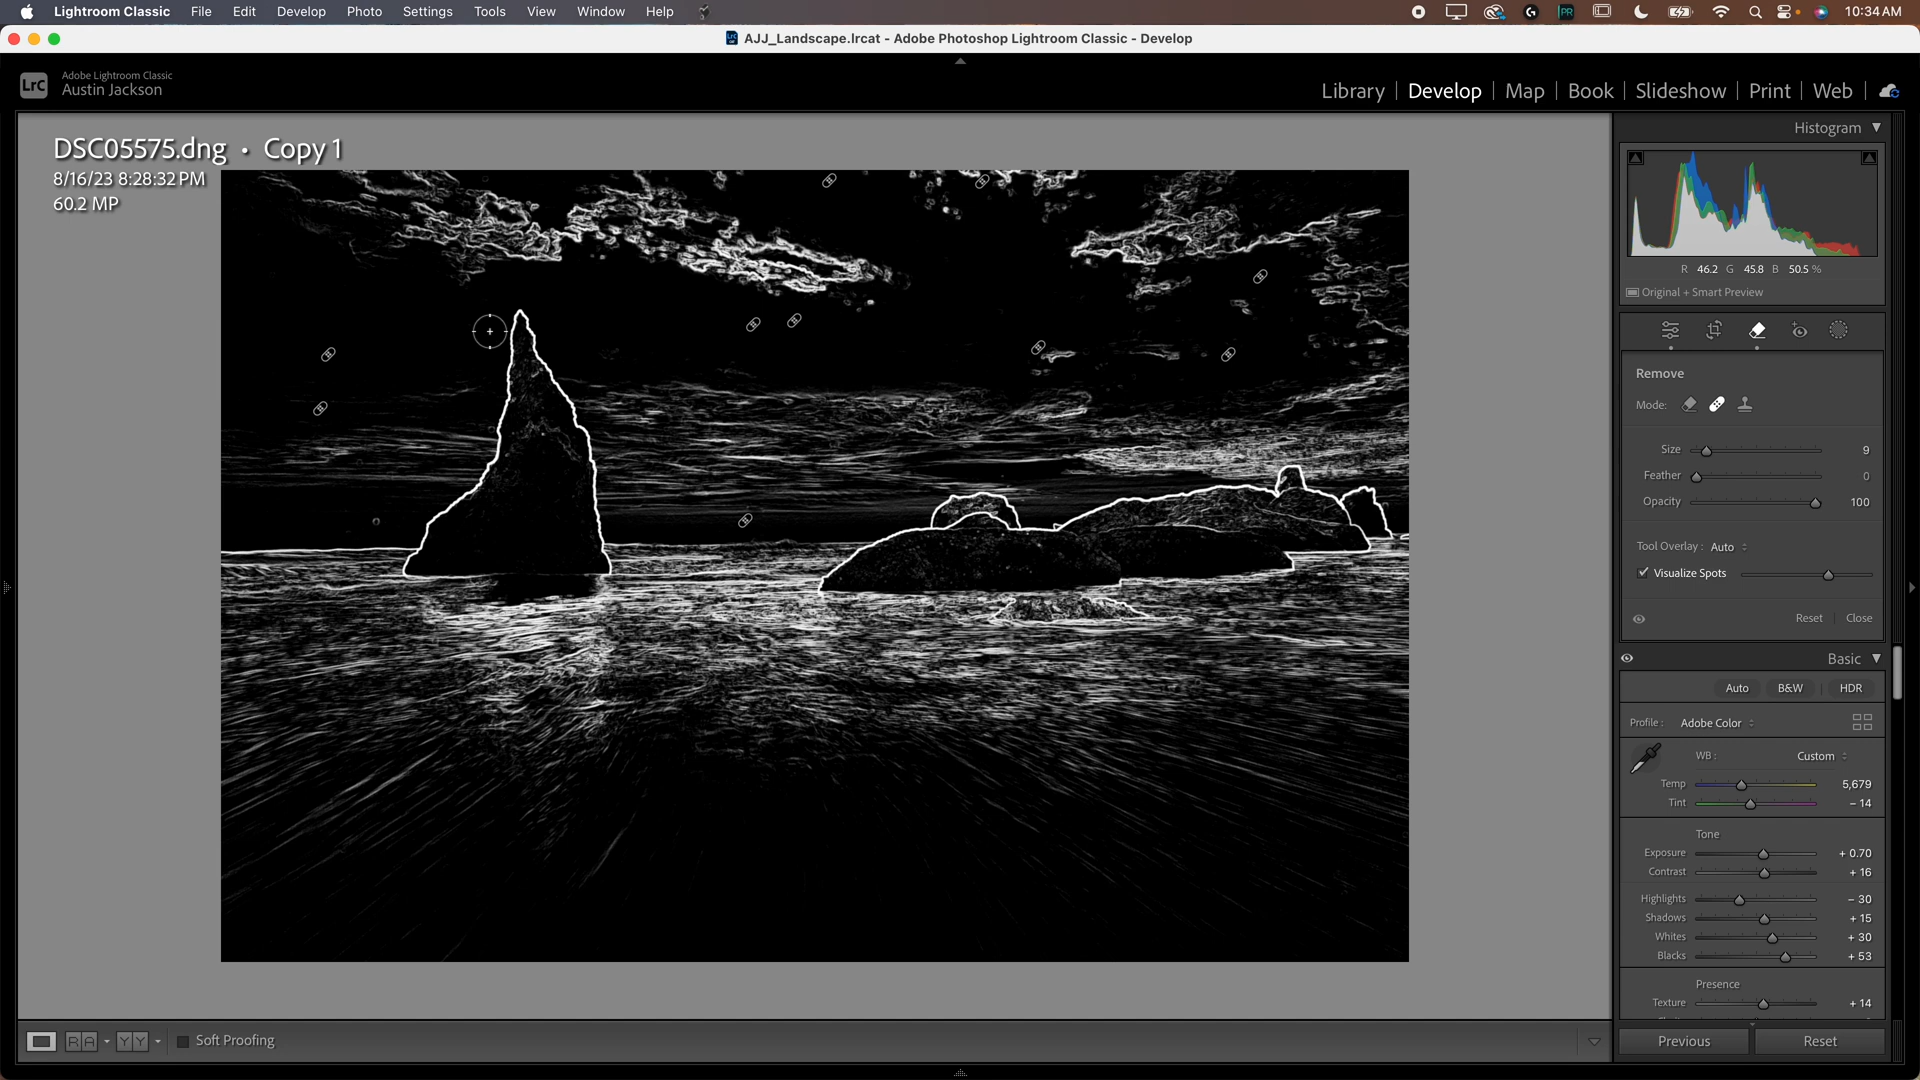 Lightroom Classic File Edit Develop Photo Settings Tools View Window Help 10:34 AM
AJJ_Landscape.lrcat - Adobe Photoshop Lightroom Classic - Develop
LrC
Adobe Lightroom Classic
Austin Jackson
Library | Develop | Map | Book | Slideshow | Print | Web
DSC05575.dng • Copy 1
8/16/23 8:28:32 PM
60.2 MP
Histogram
R 46.2 G 45.8 B 50.5 %
Original + Smart Preview
Remove
Mode:
Size 9
Feather 0
Opacity 100
Tool Overlay : Auto
Visualize Spots
Reset Close
Basic
Auto B&W HDR
Profile : Adobe Color
WB : Custom
Temp 5,679
Tint – 14
Tone
Exposure + 0.70
Contrast + 16
Highlights – 30
Shadows + 15
Whites + 30
Blacks + 53
Presence
Texture + 14
R A Y Y Soft Proofing
Previous Reset